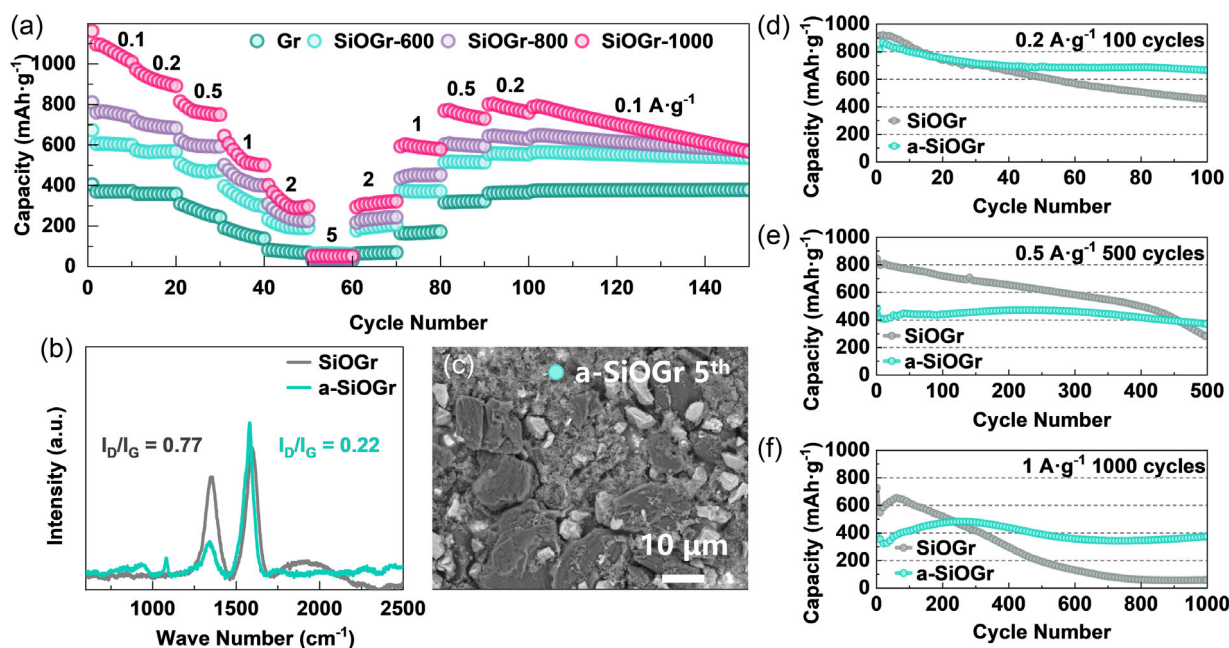 (a)
Gr SiOGr-600 SiOGr-800 SiOGr-1000
0.1
0.2
0.5
1
2
5
2
1
0.5
0.2
0.1 A·g⁻¹
Capacity (mAh·g⁻¹)
1000
800
600
400
200
0
0 20 40 60 80 100 120 140
Cycle Number
(b)
SiOGr
a-SiOGr
I_D/I_G = 0.77
I_D/I_G = 0.22
Intensity (a.u.)
1000 1500 2000 2500
Wave Number (cm⁻¹)
(c)
a-SiOGr 5th
10 μm
(d)
0.2 A·g⁻¹ 100 cycles
SiOGr
a-SiOGr
Capacity (mAh·g⁻¹)
1000
800
600
400
200
0
0 20 40 60 80 100
Cycle Number
(e)
0.5 A·g⁻¹ 500 cycles
SiOGr
a-SiOGr
Capacity (mAh·g⁻¹)
1000
800
600
400
200
0
0 100 200 300 400 500
Cycle Number
(f)
1 A·g⁻¹ 1000 cycles
SiOGr
a-SiOGr
Capacity (mAh·g⁻¹)
1000
800
600
400
200
0
0 200 400 600 800 1000
Cycle Number